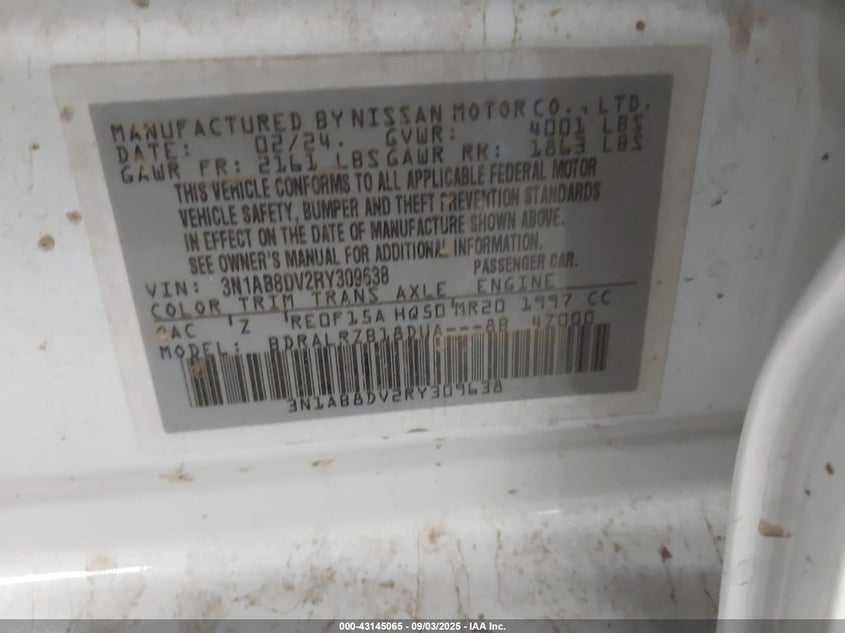 MANUFACTURED BY NISSAN MOTOR CO., LTD.
DATE: 02/24. GVWR: 4001 LBS
GAWR FR: 2161 LBS GAWR RR: 1863 LBS
THIS VEHICLE CONFORMS TO ALL APPLICABLE FEDERAL MOTOR
VEHICLE SAFETY, BUMPER AND THEFT PREVENTION STANDARDS
IN EFFECT ON THE DATE OF MANUFACTURE SHOWN ABOVE.
SEE OWNER'S MANUAL FOR ADDITIONAL INFORMATION.
VIN: 3N1AB8DV2RY309638 PASSENGER CAR.
COLOR TRIM TRANS AXLE ENGINE
QAC Z RE0F15A HQ50 MR20 1997 CC
MODEL: BDRALRZB18DUA---8B 47080
3N1AB8DV2RY309638
000-43145065 - 09/03/2025 - IAA Inc.